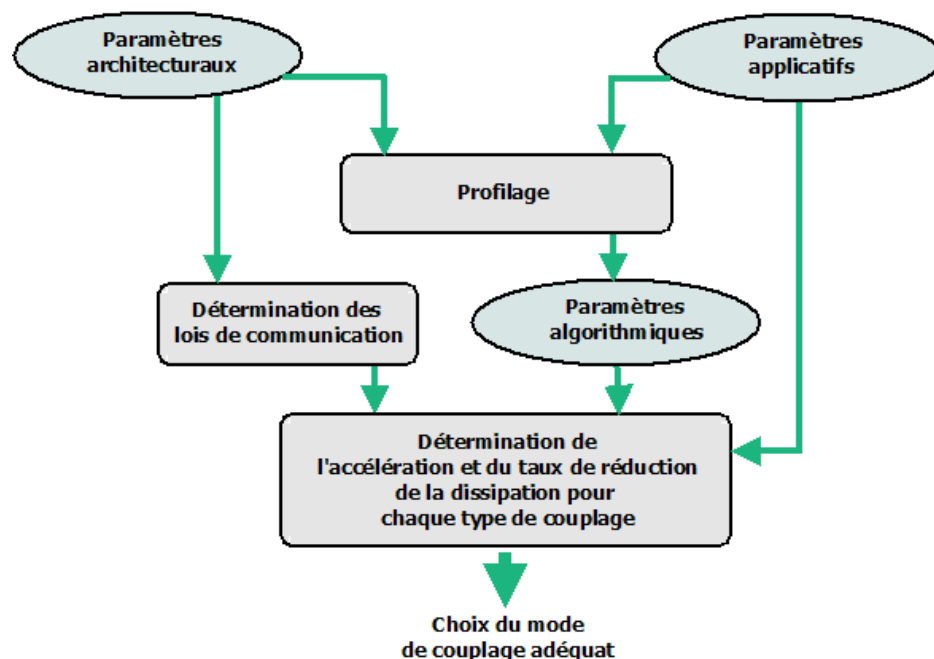 Paramètres
architecturaux
Paramètres
applicatifs
Profilage
Détermination des
lois de communication
Paramètres
algorithmiques
Détermination de
l'accélération et du taux de réduction
de la dissipation pour
chaque type de couplage
Choix du mode
de couplage adéquat